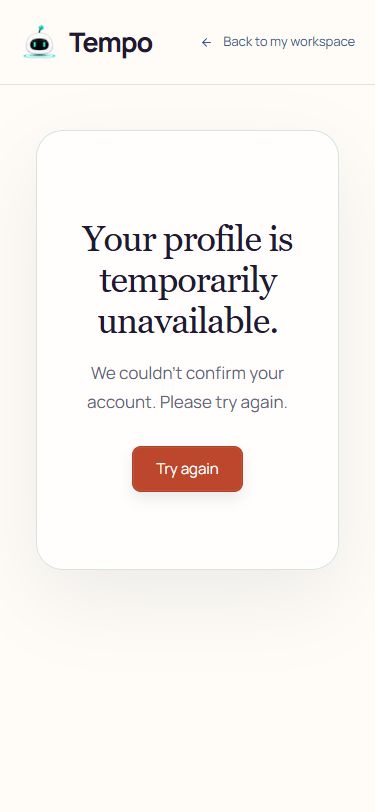 Tempo
← Back to my workspace
Your profile is
temporarily
unavailable.
We couldn't confirm your
account. Please try again.
Try again